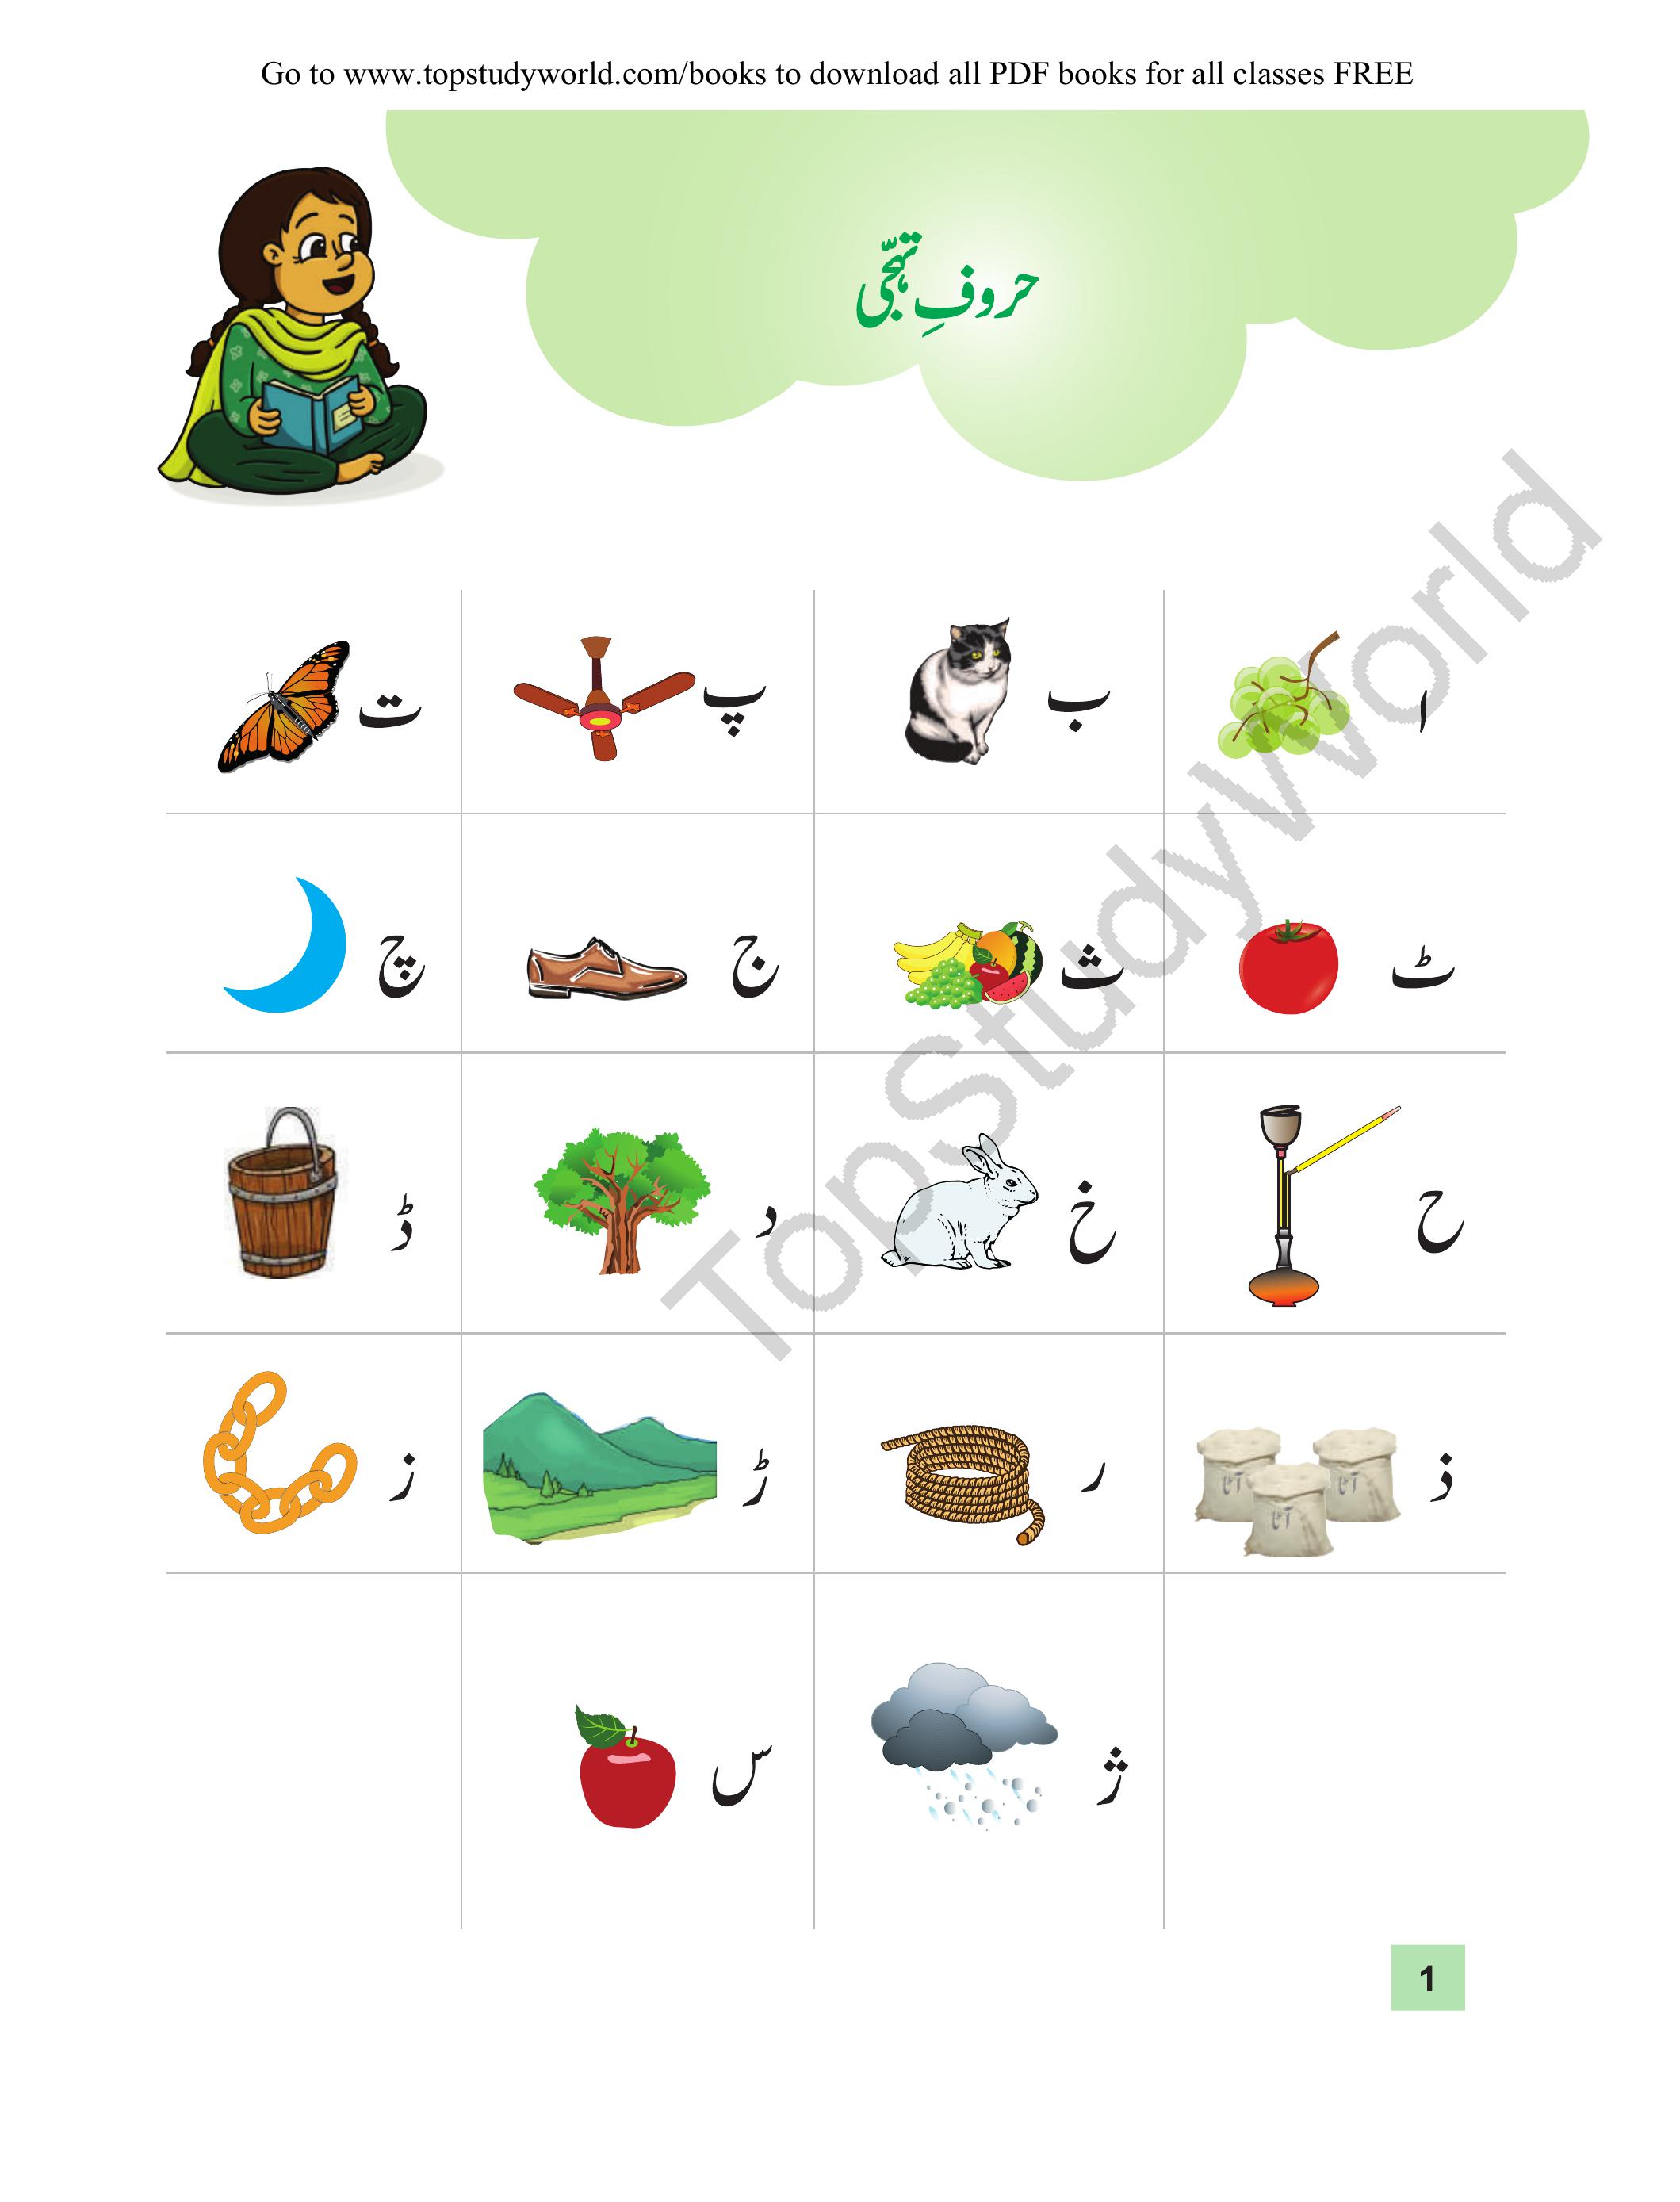 Go to www.topstudyworld.com/books to download all PDF books for all classes FREE
حروفِ تہجّی
ا ب پ ت
ٹ ث ج چ
ح خ د ڈ
ذ ر ڑ ز
آٹا آٹا آٹا
ژ س
TopStudyWorld
1